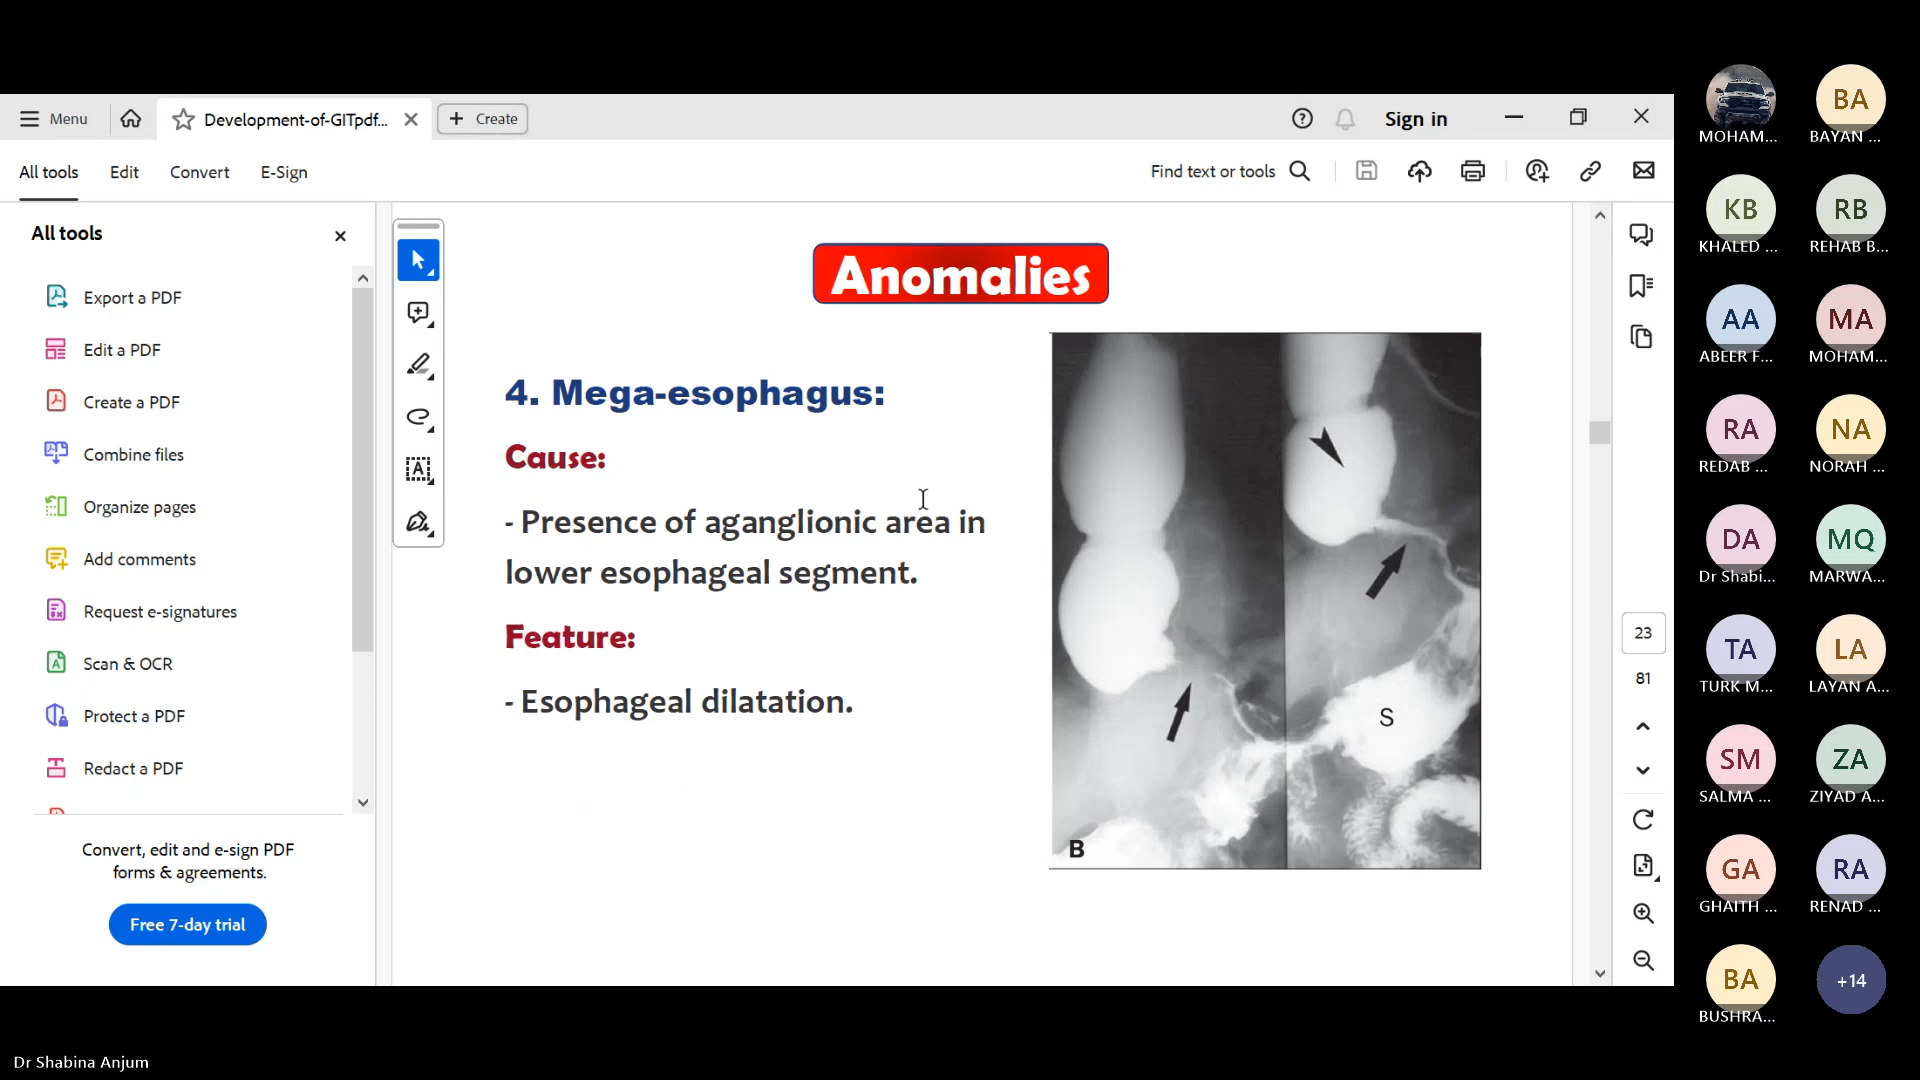 Menu
Development-of-GITpdf...
Create
Sign in
All tools
Edit
Convert
E-Sign
Find text or tools
All tools
Export a PDF
Edit a PDF
Create a PDF
Combine files
Organize pages
Add comments
Request e-signatures
Scan & OCR
Protect a PDF
Redact a PDF
Convert, edit and e-sign PDF
forms & agreements.
Free 7-day trial
Anomalies
4. Mega-esophagus:
Cause:
- Presence of aganglionic area in
lower esophageal segment.
Feature:
- Esophageal dilatation.
S
B
23
81
MOHAM...
BA
BAYAN ...
KB
KHALED ...
RB
REHAB B...
AA
ABEER F...
MA
MOHAM...
RA
REDAB ...
NA
NORAH ...
DA
Dr Shabi...
MQ
MARWA...
TA
TURK M...
LA
LAYAN A...
SM
SALMA ...
ZA
ZIYAD A...
GA
GHAITH ...
RA
RENAD ...
BA
BUSHRA...
+14
Dr Shabina Anjum